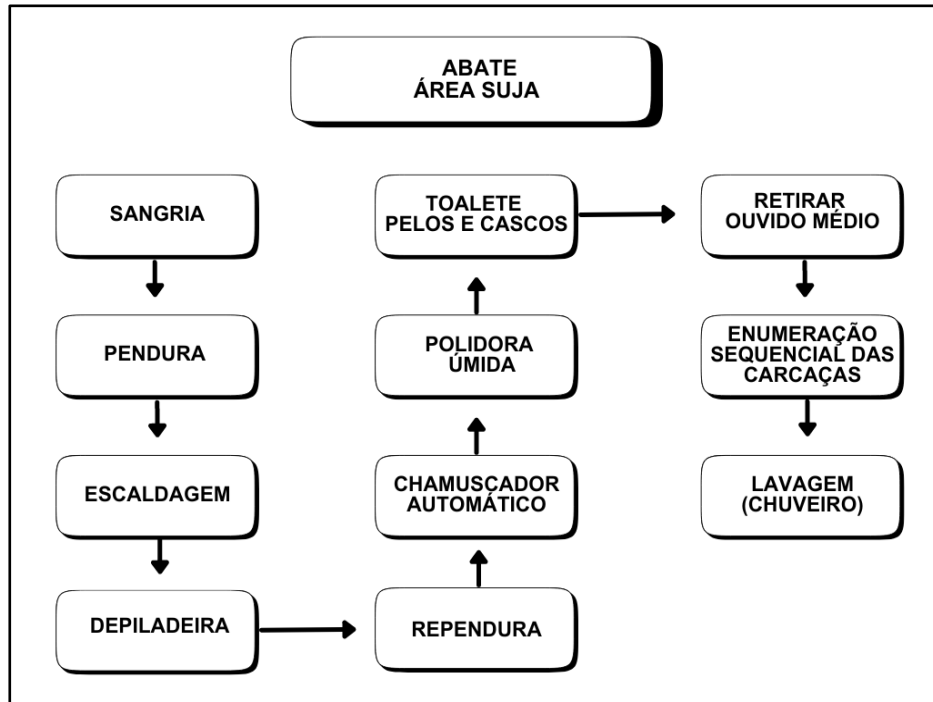 ABATE
ÁREA SUJA
SANGRIA
PENDURA
ESCALDAGEM
DEPILADEIRA
REPENDURA
CHAMUSCADOR
AUTOMÁTICO
POLIDORA
ÚMIDA
TOALETE
PELOS E CASCOS
RETIRAR
OUVIDO MÉDIO
ENUMERAÇÃO
SEQUENCIAL DAS
CARCAÇAS
LAVAGEM
(CHUVEIRO)